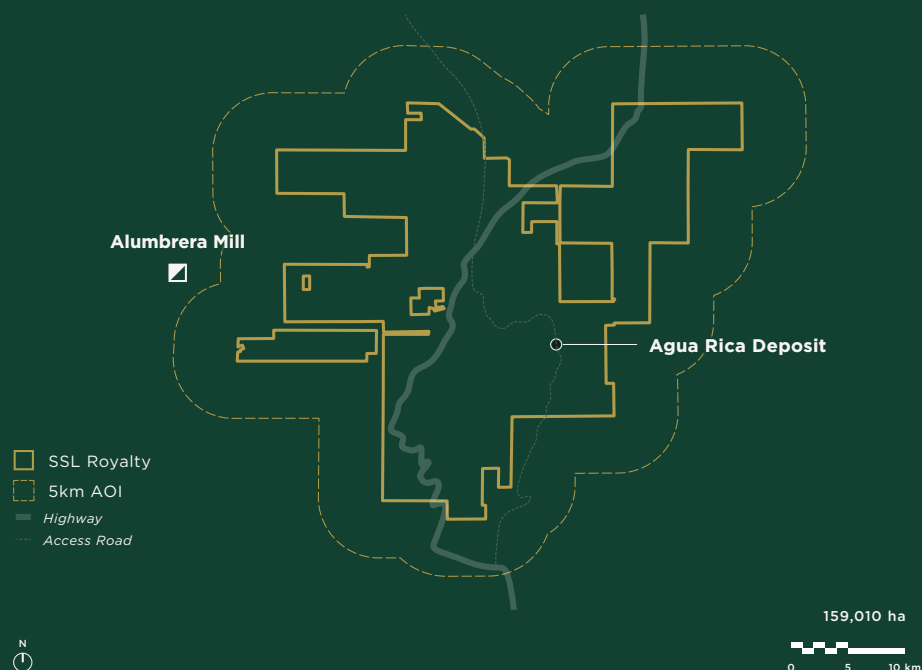 Alumbrera Mill
Agua Rica Deposit
SSL Royalty
5km AOI
Highway
Access Road
159,010 ha
N
0 5 10 km